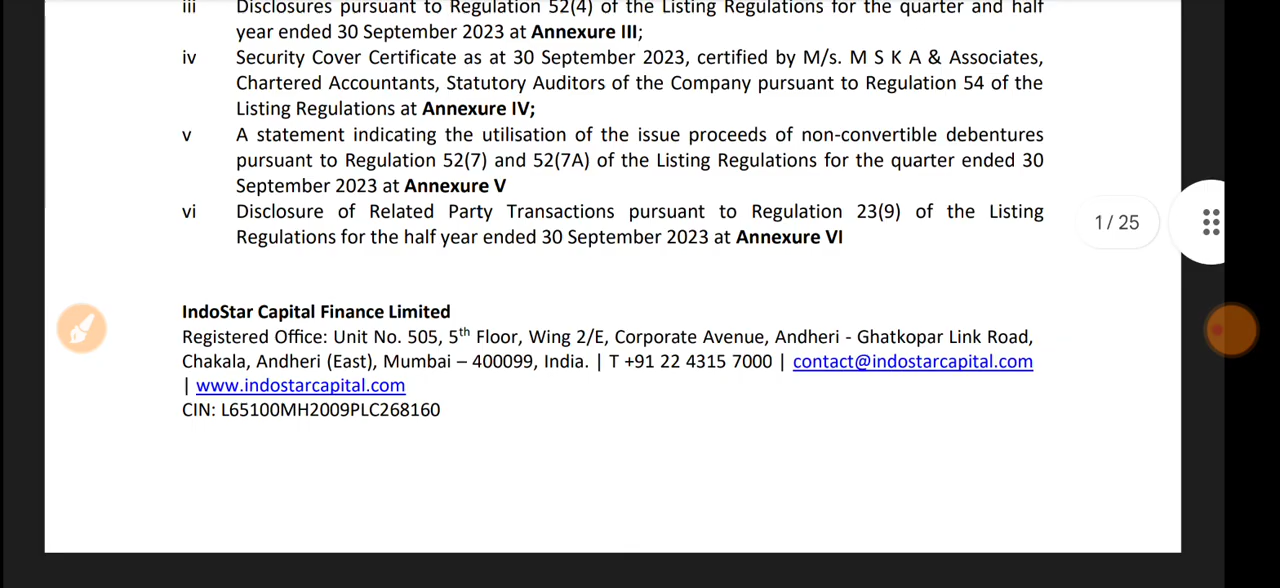 iii Disclosures pursuant to Regulation 52(4) of the Listing Regulations for the quarter and half
year ended 30 September 2023 at Annexure III;
iv Security Cover Certificate as at 30 September 2023, certified by M/s. M S K A & Associates,
Chartered Accountants, Statutory Auditors of the Company pursuant to Regulation 54 of the
Listing Regulations at Annexure IV;
v A statement indicating the utilisation of the issue proceeds of non-convertible debentures
pursuant to Regulation 52(7) and 52(7A) of the Listing Regulations for the quarter ended 30
September 2023 at Annexure V
vi Disclosure of Related Party Transactions pursuant to Regulation 23(9) of the Listing
Regulations for the half year ended 30 September 2023 at Annexure VI
1 / 25
IndoStar Capital Finance Limited
Registered Office: Unit No. 505, 5th Floor, Wing 2/E, Corporate Avenue, Andheri - Ghatkopar Link Road,
Chakala, Andheri (East), Mumbai – 400099, India. | T +91 22 4315 7000 | contact@indostarcapital.com
| www.indostarcapital.com
CIN: L65100MH2009PLC268160